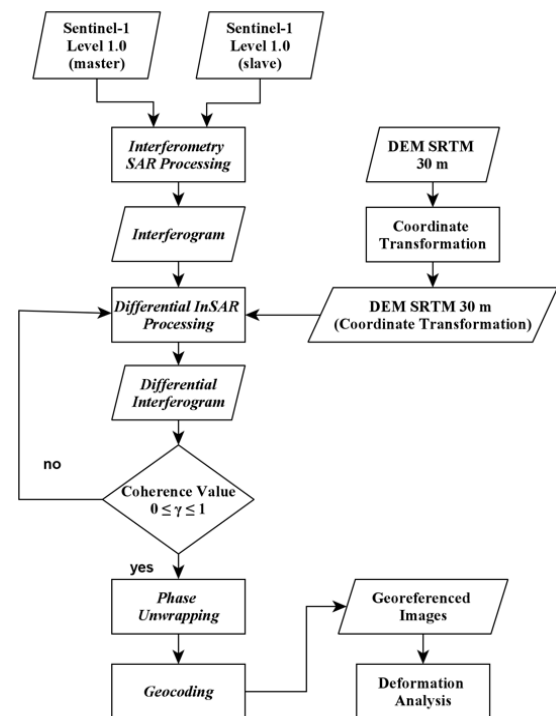 Sentinel-1
Level 1.0
(master)
Sentinel-1
Level 1.0
(slave)
Interferometry
SAR Processing
DEM SRTM
30 m
Interferogram
Coordinate
Transformation
Differential InSAR
Processing
DEM SRTM 30 m
(Coordinate Transformation)
Differential
Interferogram
no
Coherence Value
0 ≤ γ ≤ 1
yes
Phase
Unwrapping
Georeferenced
Images
Geocoding
Deformation
Analysis